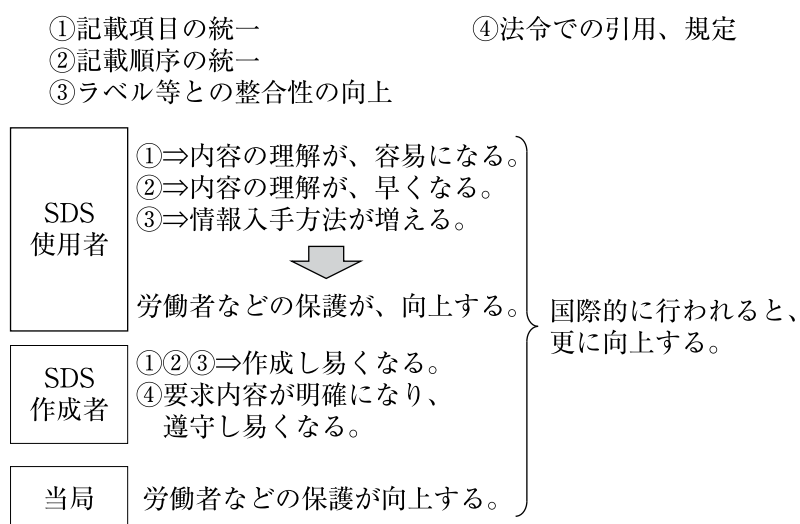 ①記載項目の統一
④法令での引用、規定
②記載順序の統一
③ラベル等との整合性の向上
SDS
使用者
①⇒内容の理解が、容易になる。
②⇒内容の理解が、早くなる。
③⇒情報入手方法が増える。
労働者などの保護が、向上する。
国際的に行われると、
更に向上する。
SDS
作成者
①②③⇒作成し易くなる。
④要求内容が明確になり、
遵守し易くなる。
当局
労働者などの保護が向上する。